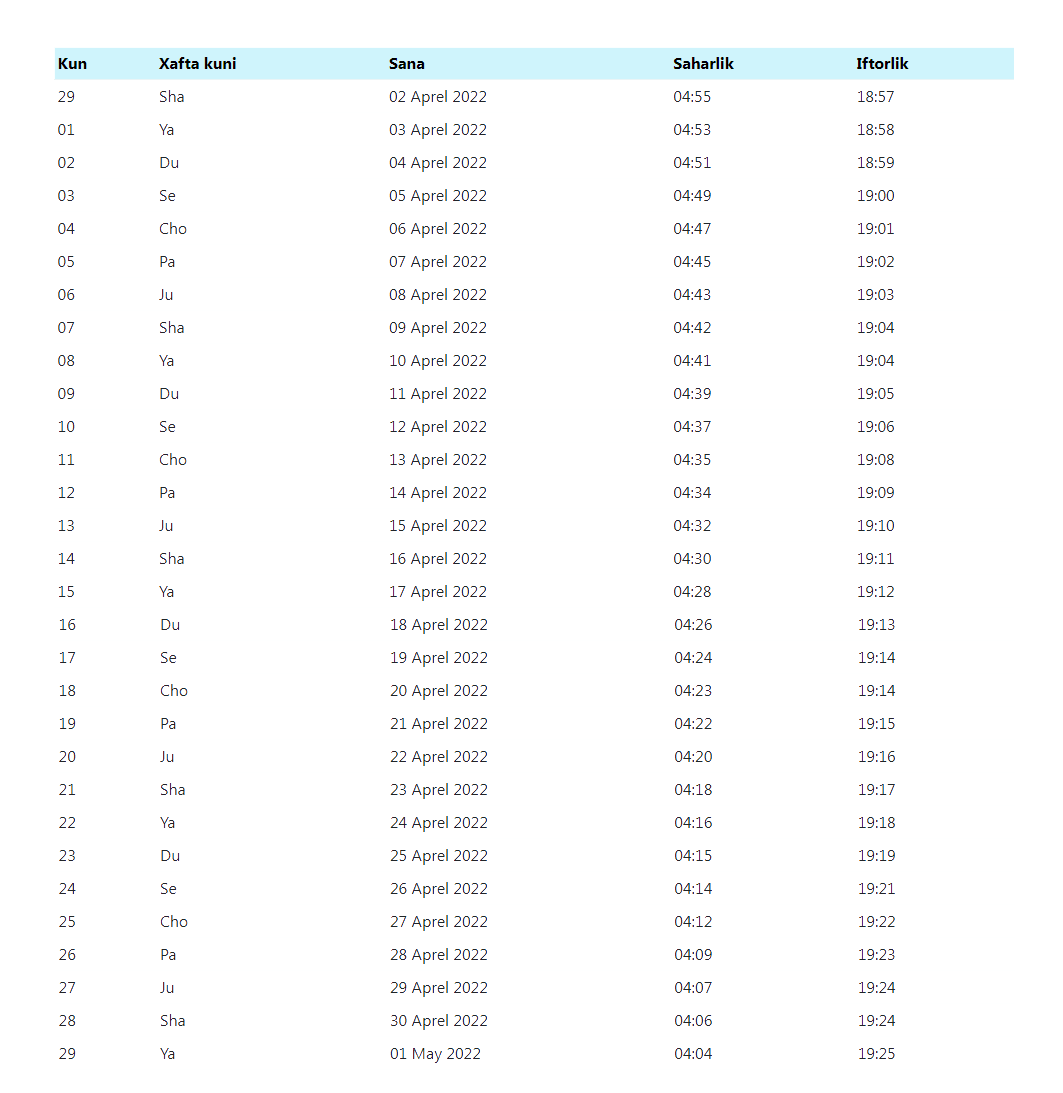 Kun Xafta kuni Sana Saharlik Iftorlik
29 Sha 02 Aprel 2022 04:55 18:57
01 Ya 03 Aprel 2022 04:53 18:58
02 Du 04 Aprel 2022 04:51 18:59
03 Se 05 Aprel 2022 04:49 19:00
04 Cho 06 Aprel 2022 04:47 19:01
05 Pa 07 Aprel 2022 04:45 19:02
06 Ju 08 Aprel 2022 04:43 19:03
07 Sha 09 Aprel 2022 04:42 19:04
08 Ya 10 Aprel 2022 04:41 19:04
09 Du 11 Aprel 2022 04:39 19:05
10 Se 12 Aprel 2022 04:37 19:06
11 Cho 13 Aprel 2022 04:35 19:08
12 Pa 14 Aprel 2022 04:34 19:09
13 Ju 15 Aprel 2022 04:32 19:10
14 Sha 16 Aprel 2022 04:30 19:11
15 Ya 17 Aprel 2022 04:28 19:12
16 Du 18 Aprel 2022 04:26 19:13
17 Se 19 Aprel 2022 04:24 19:14
18 Cho 20 Aprel 2022 04:23 19:14
19 Pa 21 Aprel 2022 04:22 19:15
20 Ju 22 Aprel 2022 04:20 19:16
21 Sha 23 Aprel 2022 04:18 19:17
22 Ya 24 Aprel 2022 04:16 19:18
23 Du 25 Aprel 2022 04:15 19:19
24 Se 26 Aprel 2022 04:14 19:21
25 Cho 27 Aprel 2022 04:12 19:22
26 Pa 28 Aprel 2022 04:09 19:23
27 Ju 29 Aprel 2022 04:07 19:24
28 Sha 30 Aprel 2022 04:06 19:24
29 Ya 01 May 2022 04:04 19:25